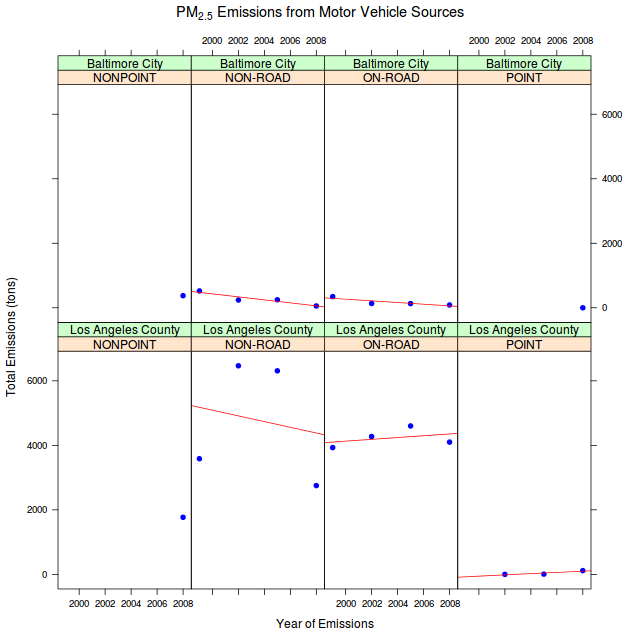 PM2.5 Emissions from Motor Vehicle Sources
2000 2002 2004 2006 2008 2000 2002 2004 2006 2008
Baltimore City Baltimore City Baltimore City Baltimore City
NONPOINT NON-ROAD ON-ROAD POINT
6000
4000
2000
0
Los Angeles County Los Angeles County Los Angeles County Los Angeles County
NONPOINT NON-ROAD ON-ROAD POINT
6000
4000
2000
0
Total Emissions (tons)
2000 2002 2004 2006 2008 2000 2002 2004 2006 2008
Year of Emissions